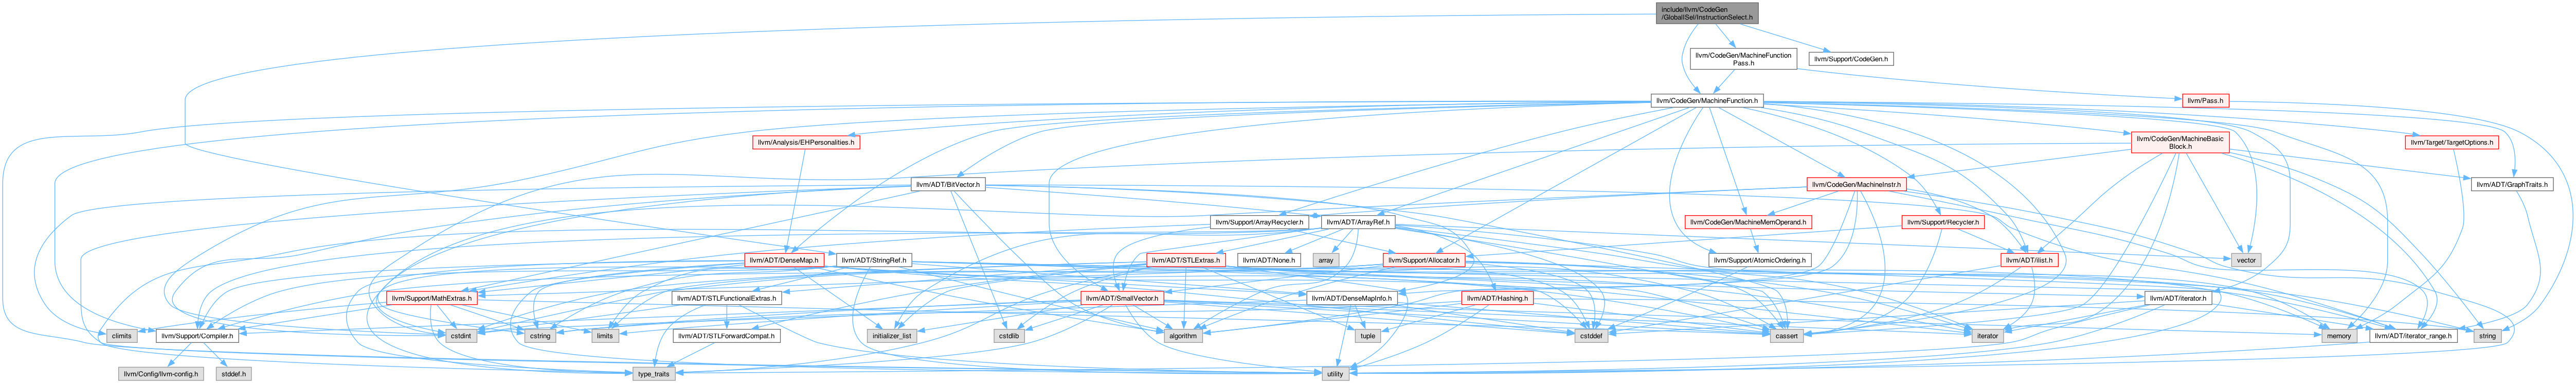 include/llvm/CodeGen
/GlobalISel/InstructionSelect.h
llvm/CodeGen/MachineFunction
Pass.h
llvm/Support/CodeGen.h
llvm/CodeGen/MachineFunction.h
llvm/Pass.h
llvm/Analysis/EHPersonalities.h
llvm/CodeGen/MachineBasic
Block.h
llvm/Target/TargetOptions.h
llvm/ADT/BitVector.h
llvm/CodeGen/MachineInstr.h
llvm/ADT/GraphTraits.h
llvm/Support/ArrayRecycler.h
llvm/ADT/ArrayRef.h
llvm/CodeGen/MachineMemOperand.h
llvm/Support/Recycler.h
llvm/ADT/DenseMap.h
llvm/ADT/StringRef.h
llvm/ADT/STLExtras.h
llvm/ADT/None.h
array
llvm/Support/Allocator.h
llvm/Support/AtomicOrdering.h
llvm/ADT/ilist.h
vector
llvm/Support/MathExtras.h
llvm/ADT/STLFunctionalExtras.h
llvm/ADT/SmallVector.h
llvm/ADT/DenseMapInfo.h
llvm/ADT/Hashing.h
llvm/ADT/iterator.h
climits
llvm/Support/Compiler.h
cstdint
cstring
limits
llvm/ADT/STLForwardCompat.h
initializer_list
cstdlib
algorithm
tuple
cstddef
cassert
iterator
memory
llvm/ADT/iterator_range.h
string
llvm/Config/llvm-config.h
stddef.h
type_traits
utility